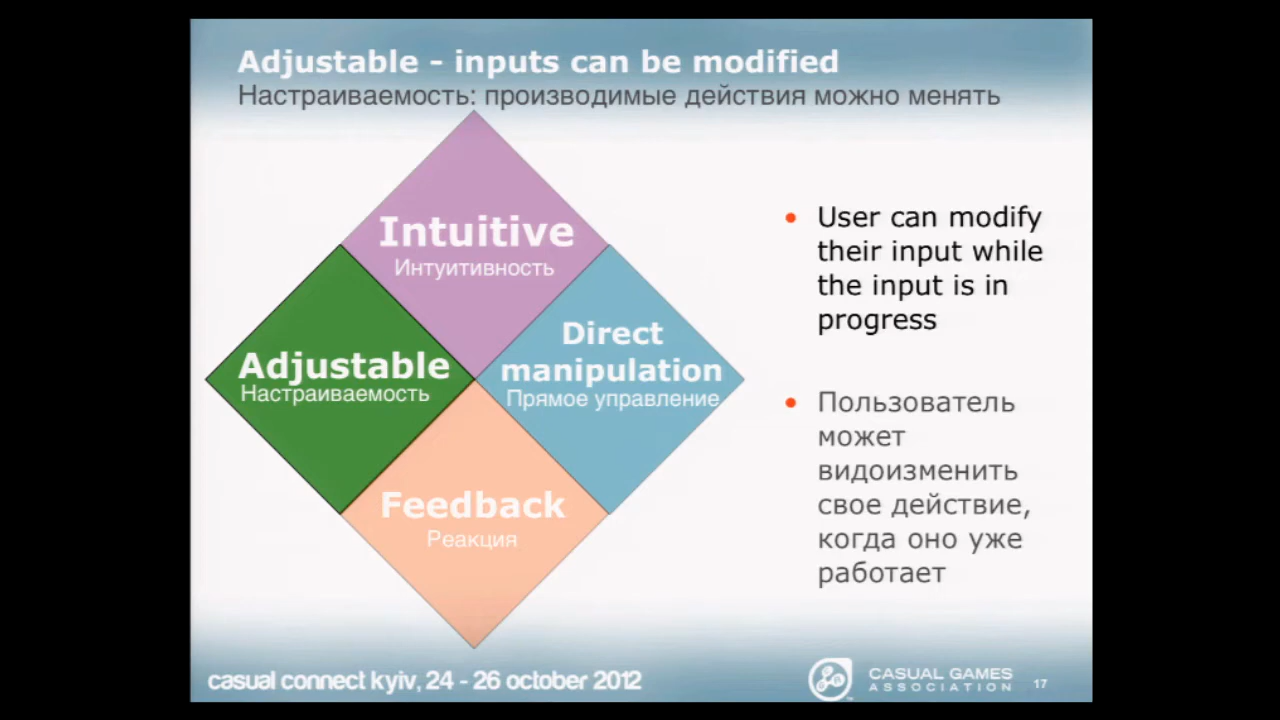 Adjustable - inputs can be modified
Настраиваемость: производимые действия можно менять
Intuitive
Интуитивность
Adjustable
Настраиваемость
Direct
manipulation
Прямое управление
Feedback
Реакция
User can modify
their input while
the input is in
progress
Пользователь
может
видоизменить
свое действие,
когда оно уже
работает
casual connect kyiv, 24 - 26 october 2012
CASUAL GAMES
ASSOCIATION
17